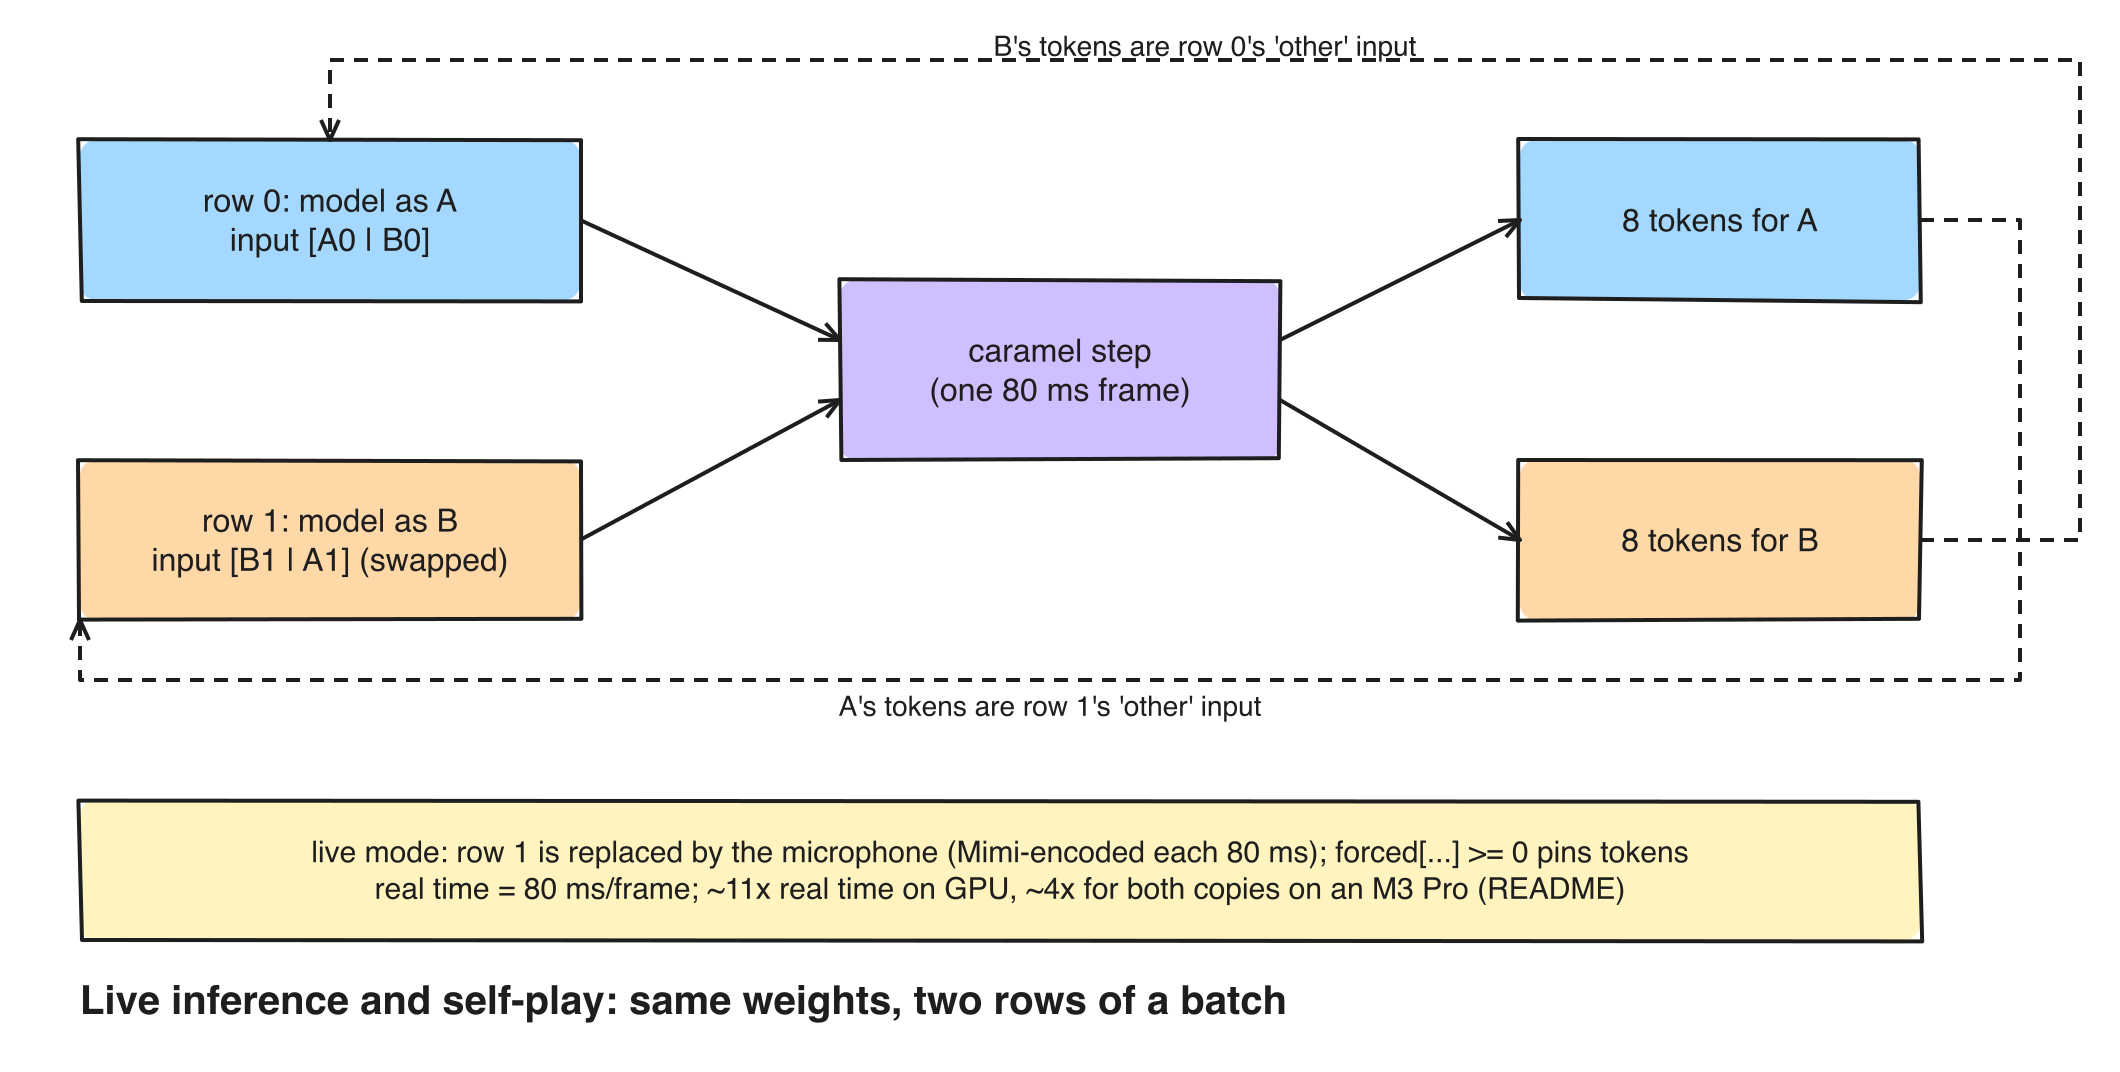 B's tokens are row 0's 'other' input
row 0: model as A
input [A0 | B0]
8 tokens for A
caramel step
(one 80 ms frame)
row 1: model as B
input [B1 | A1] (swapped)
8 tokens for B
A's tokens are row 1's 'other' input
live mode: row 1 is replaced by the microphone (Mimi-encoded each 80 ms); forced[...] >= 0 pins tokens
real time = 80 ms/frame; ~11x real time on GPU, ~4x for both copies on an M3 Pro (README)
Live inference and self-play: same weights, two rows of a batch